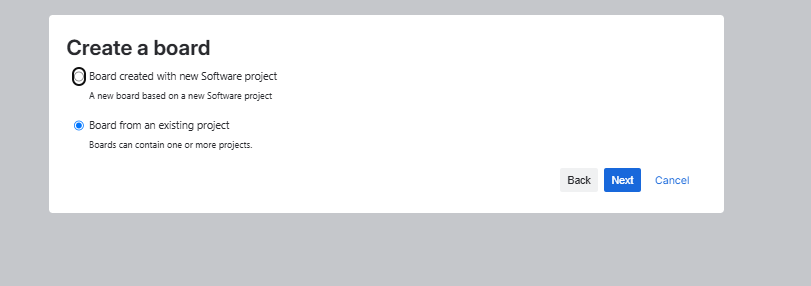 Create a board
Board created with new Software project
A new board based on a new Software project
Board from an existing project
Boards can contain one or more projects.
Back Next Cancel